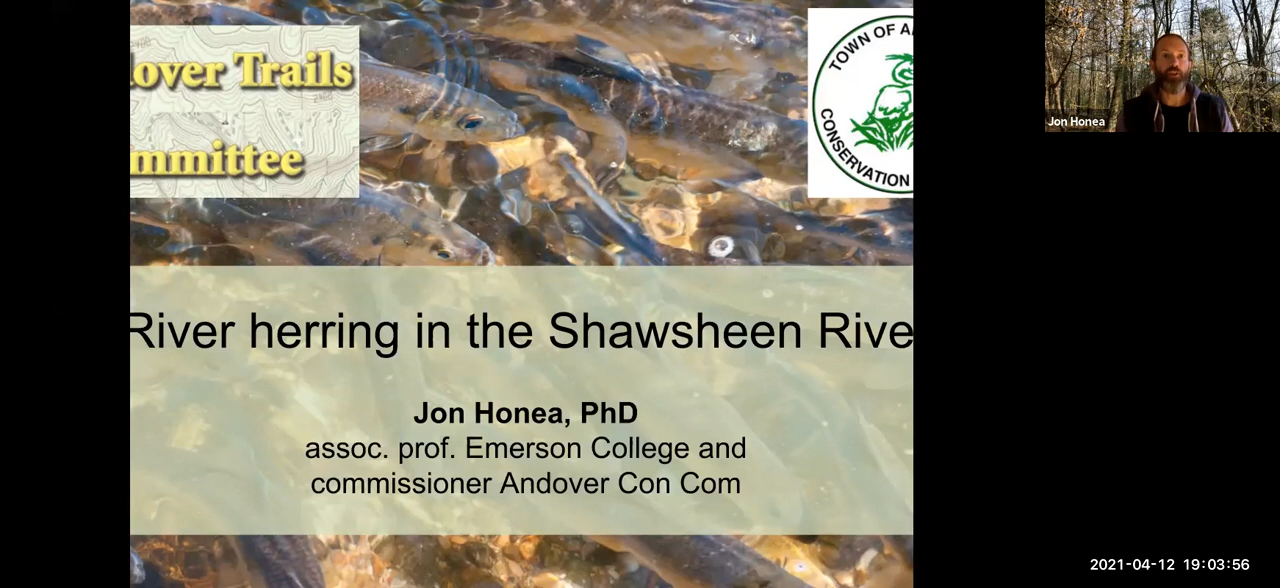 lover Trails
mmittee
TOWN OF A
CONSERVATION
Jon Honea
River herring in the Shawsheen Rive
Jon Honea, PhD
assoc. prof. Emerson College and
commissioner Andover Con Com
2021-04-12 19:03:56